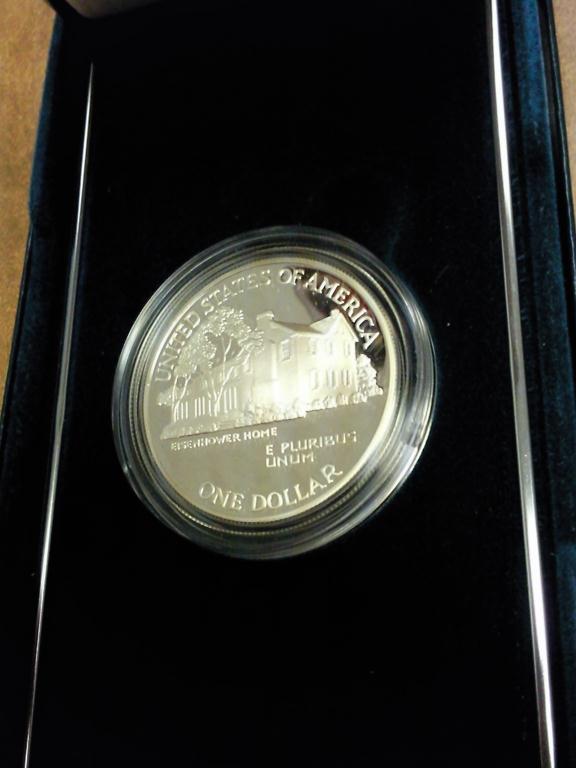 UNITED STATES OF AMERICA
EISENHOWER HOME
E PLURIBUS
UNUM
ONE DOLLAR